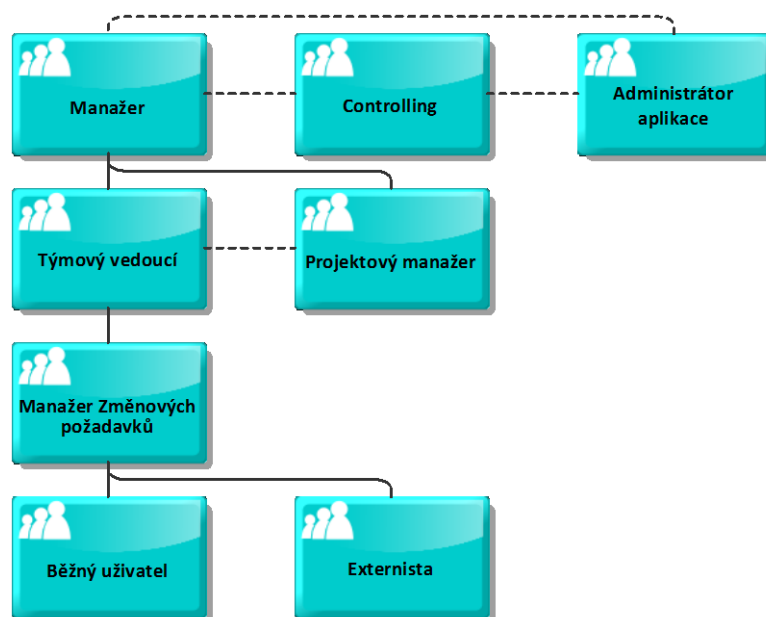 Manažer
Controlling
Administrátor
aplikace
Týmový vedoucí
Projektový manažer
Manažer Změnových
požadavků
Běžný uživatel
Externista